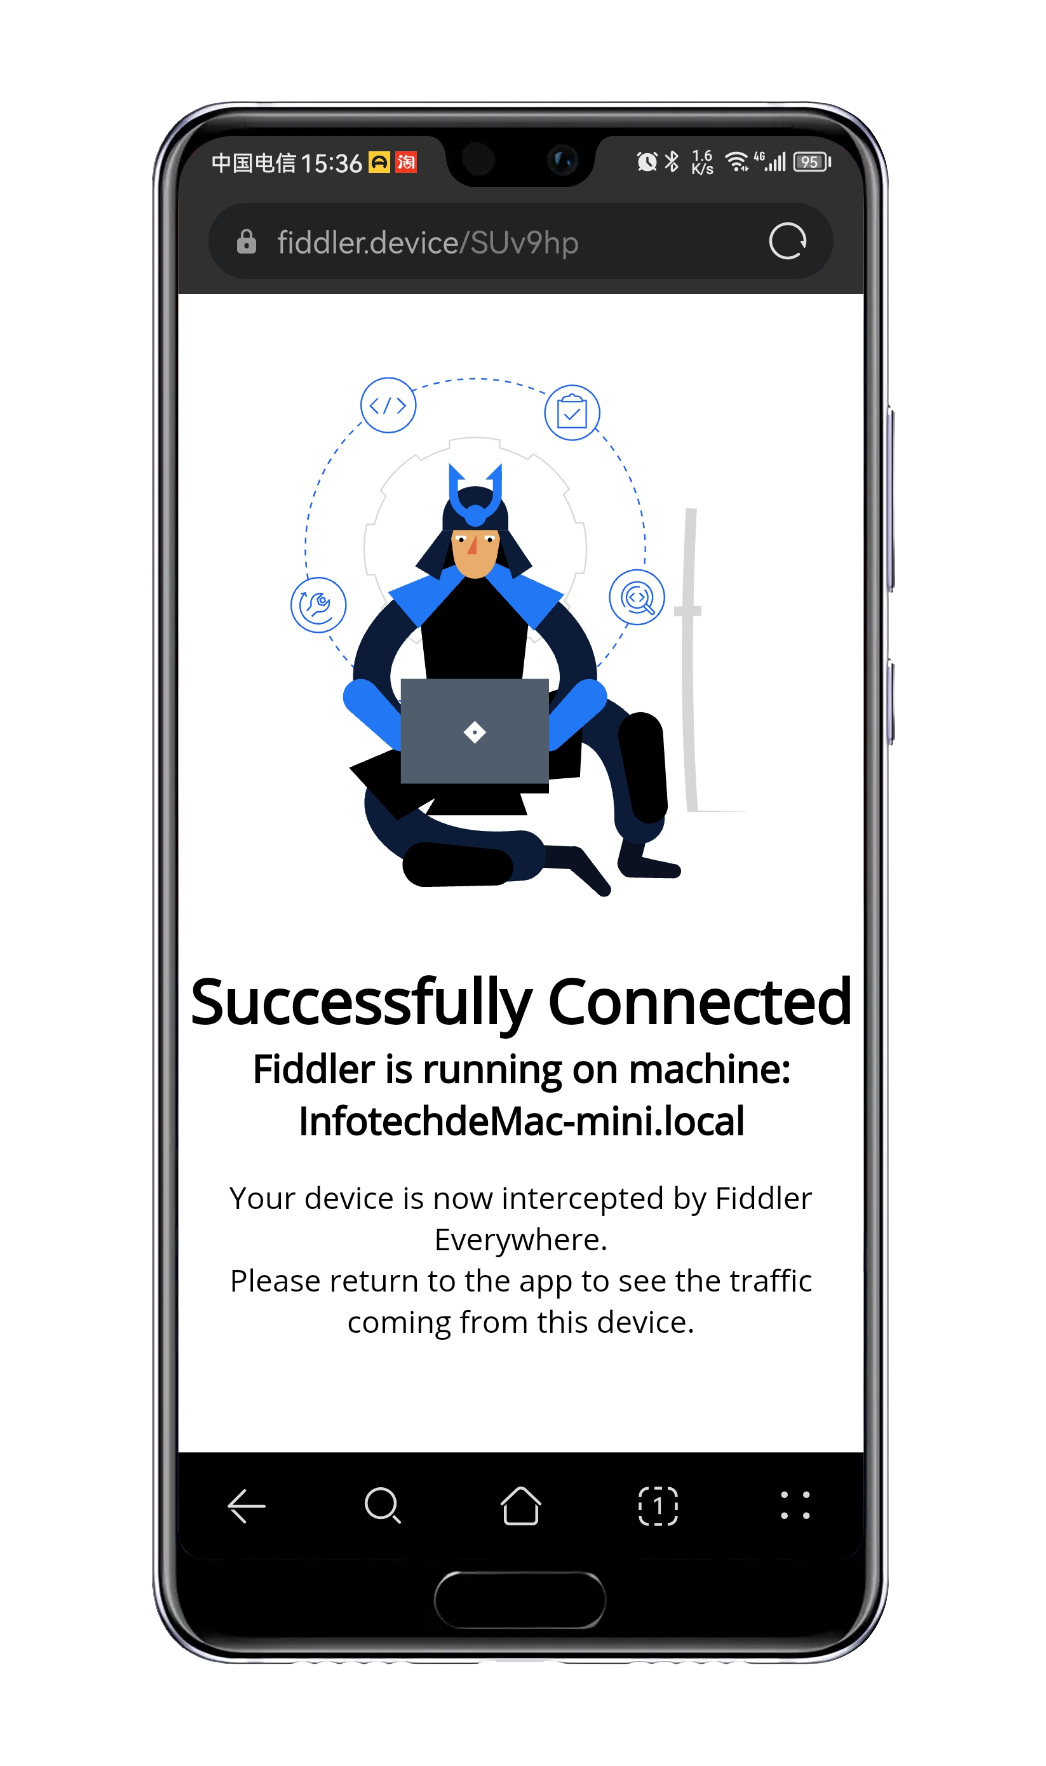 中国电信 15:36 淘 1.6 K/s 4G 95
fiddler.device/SUv9hp
Successfully Connected
Fiddler is running on machine:
InfotechdeMac-mini.local
Your device is now intercepted by Fiddler
Everywhere.
Please return to the app to see the traffic
coming from this device.
1